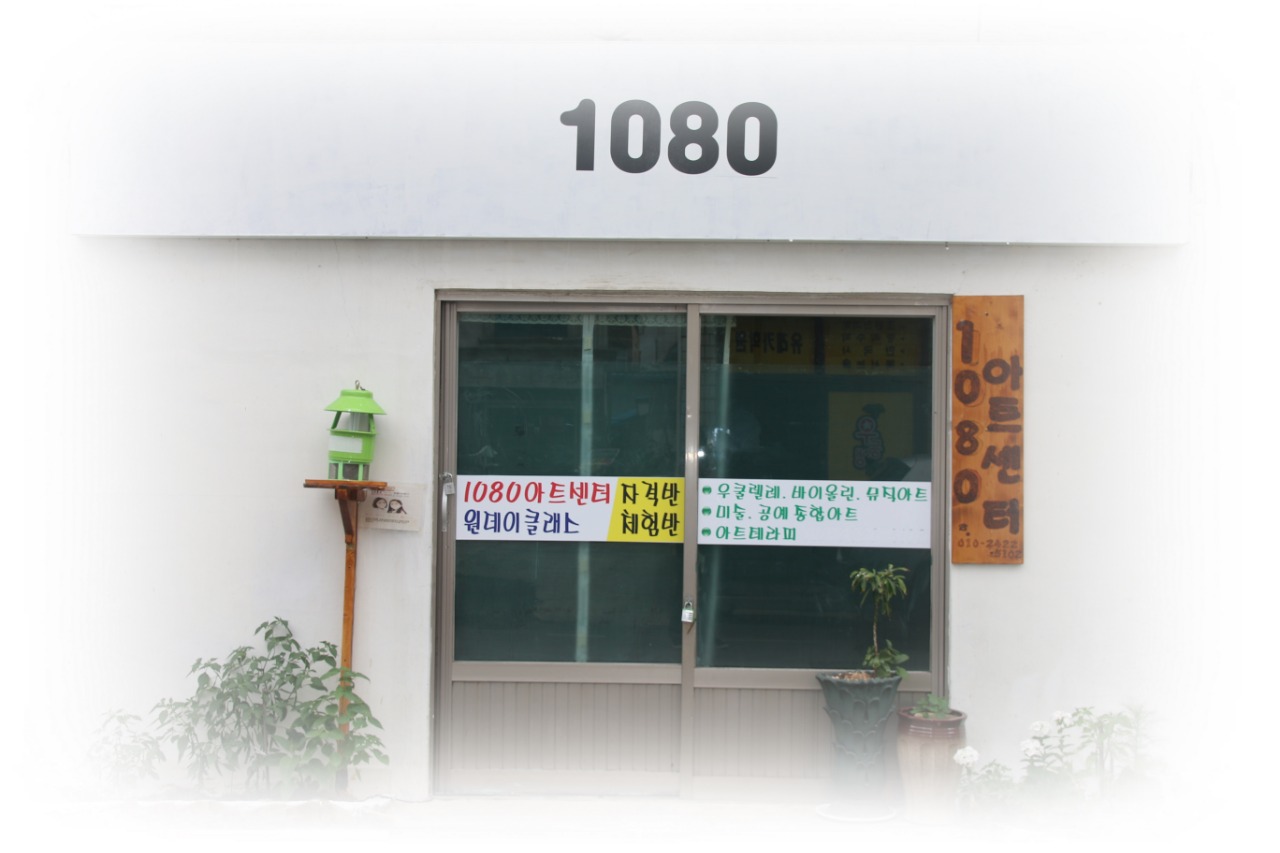 1080
1080아트센터 자격반
원데이클래스 체험반
우쿨렐레. 바이올린. 뮤직아트
미술. 공예 통합아트
아트테라피
1080
아트센터